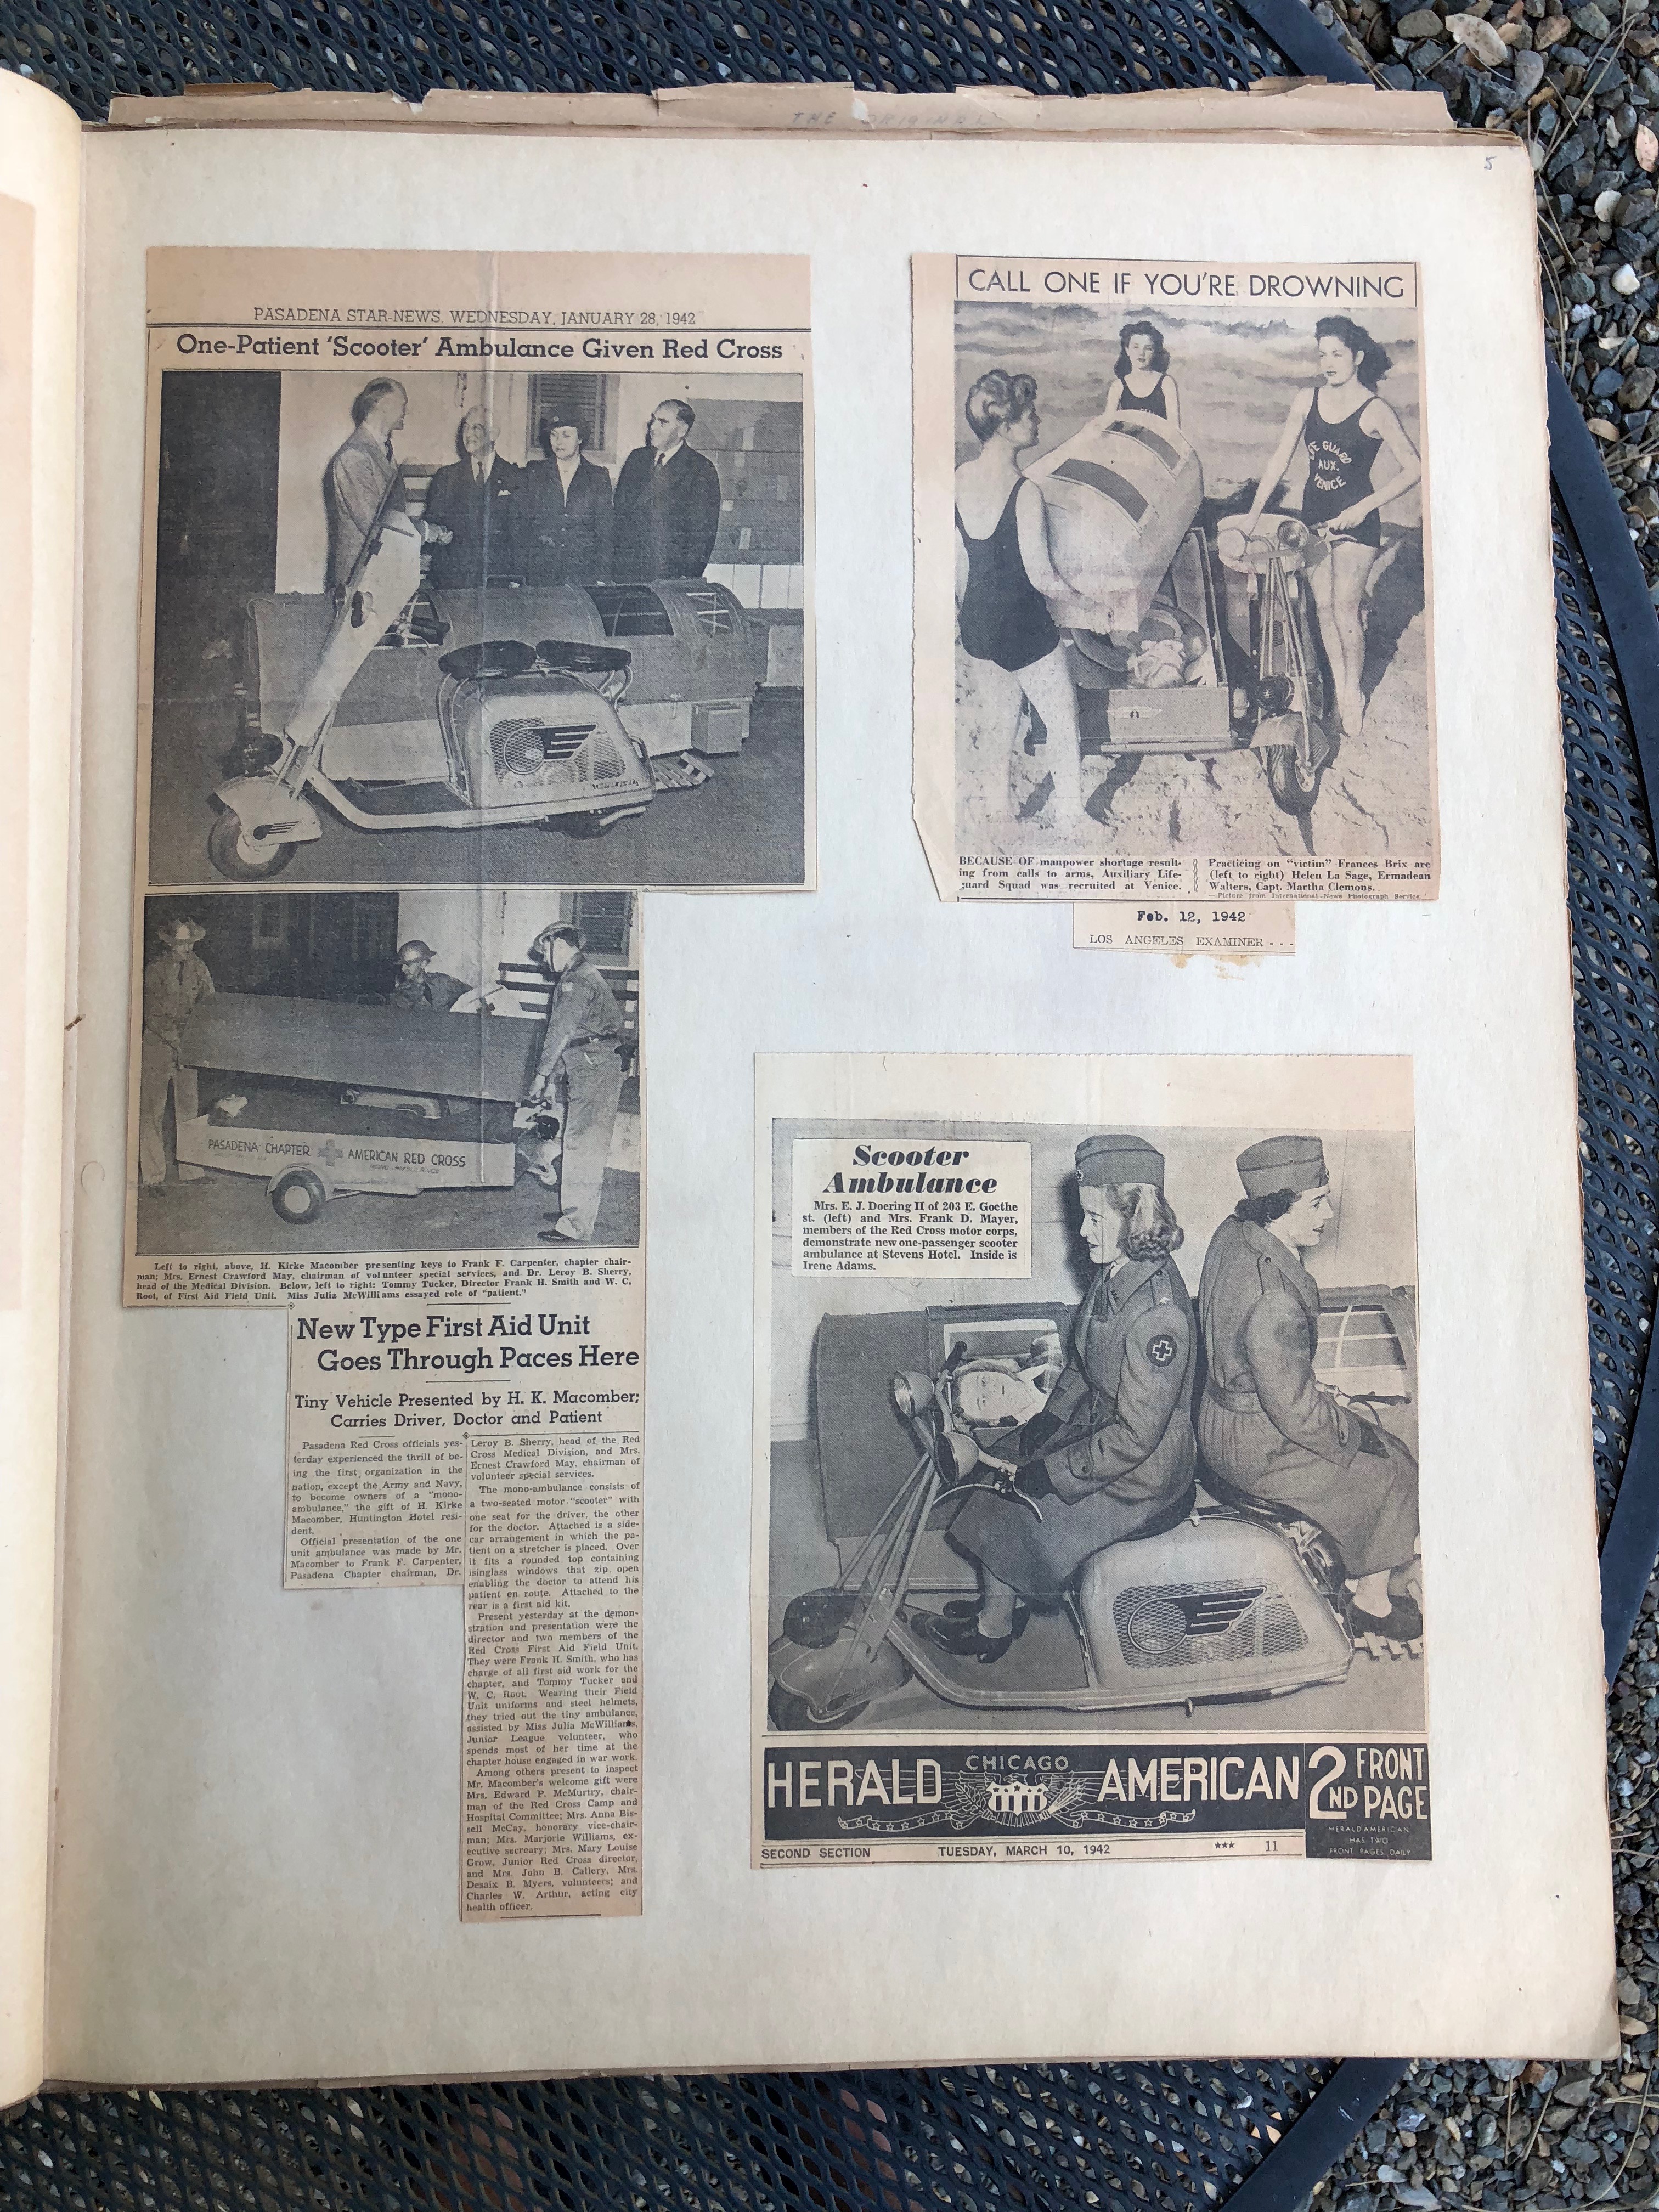 THE ORIGINAL
5
PASADENA STAR-NEWS, WEDNESDAY, JANUARY 28, 1942
One-Patient 'Scooter' Ambulance Given Red Cross
PASADENA CHAPTER AMERICAN RED CROSS
Left to right, above, H. Kirke Macomber presenting keys to Frank F. Carpenter, chapter chair-
man; Mrs. Ernest Crawford May, chairman of volunteer special services, and Dr. Leroy B. Sherry,
head of the Medical Division. Below, left to right: Tommy Tucker, Director Frank H. Smith and W. C.
Root, of First Aid Field Unit. Miss Julia McWilliams essayed role of "patient."
New Type First Aid Unit
Goes Through Paces Here
Tiny Vehicle Presented by H. K. Macomber;
Carries Driver, Doctor and Patient
Pasadena Red Cross officials yes-
terday experienced the thrill of be-
ing the first organization in the
nation, except the Army and Navy,
to become owners of a "mono-
ambulance," the gift of H. Kirke
Macomber, Huntington Hotel resi-
dent.
Official presentation of the one
unit ambulance was made by Mr.
Macomber to Frank F. Carpenter,
Pasadena Chapter chairman, Dr.
Leroy B. Sherry, head of the Red
Cross Medical Division, and Mrs.
Ernest Crawford May, chairman of
volunteer special services.
The mono-ambulance consists of
a two-seated motor "scooter" with
one seat for the driver, the other
for the doctor. Attached is a side-
car arrangement in which the pa-
tient on a stretcher is placed. Over
it fits a rounded top containing
isinglass windows that zip open
enabling the doctor to attend his
patient en route. Attached to the
rear is a first aid kit.
Present yesterday at the demon-
stration and presentation were the
director and two members of the
Red Cross First Aid Field Unit.
They were Frank H. Smith, who has
charge of all first aid work for the
chapter, and Tommy Tucker and
W. C. Root. Wearing their Field
Unit uniforms and steel helmets,
they tried out the tiny ambulance,
assisted by Miss Julia McWilliams,
Junior League volunteer, who
spends most of her time at the
chapter house engaged in war work.
Among others present to inspect
Mr. Macomber's welcome gift were
Mrs. Edward P. McMurtry, chair-
man of the Red Cross Camp and
Hospital Committee; Mrs. Anna Bis-
sell McCay, honorary vice-chair-
man; Mrs. Marjorie Williams, ex-
ecutive secreary; Mrs. Mary Louise
Grow, Junior Red Cross director,
and Mrs. John B. Callery, Mrs.
Desaix B. Myers, volunteers; and
Charles W. Arthur, acting city
health officer.
CALL ONE IF YOU'RE DROWNING
LIFE GUARD
AUX.
VENICE
BECAUSE OF manpower shortage result-
ing from calls to arms, Auxiliary Life-
guard Squad was recruited at Venice.
Practicing on "victim" Frances Brix are
(left to right) Helen La Sage, Ermadean
Walters, Capt. Martha Clemons.
—Picture from International News Photograph Service.
Feb. 12, 1942
LOS ANGELES EXAMINER - - -
Scooter
Ambulance
Mrs. E. J. Doering II of 203 E. Goethe
st. (left) and Mrs. Frank D. Mayer,
members of the Red Cross motor corps,
demonstrate new one-passenger scooter
ambulance at Stevens Hotel. Inside is
Irene Adams.
HERALD CHICAGO AMERICAN
2ND FRONT PAGE
HERALD AMERICAN
HAS TWO
FRONT PAGES DAILY
SECOND SECTION TUESDAY, MARCH 10, 1942 *** 11